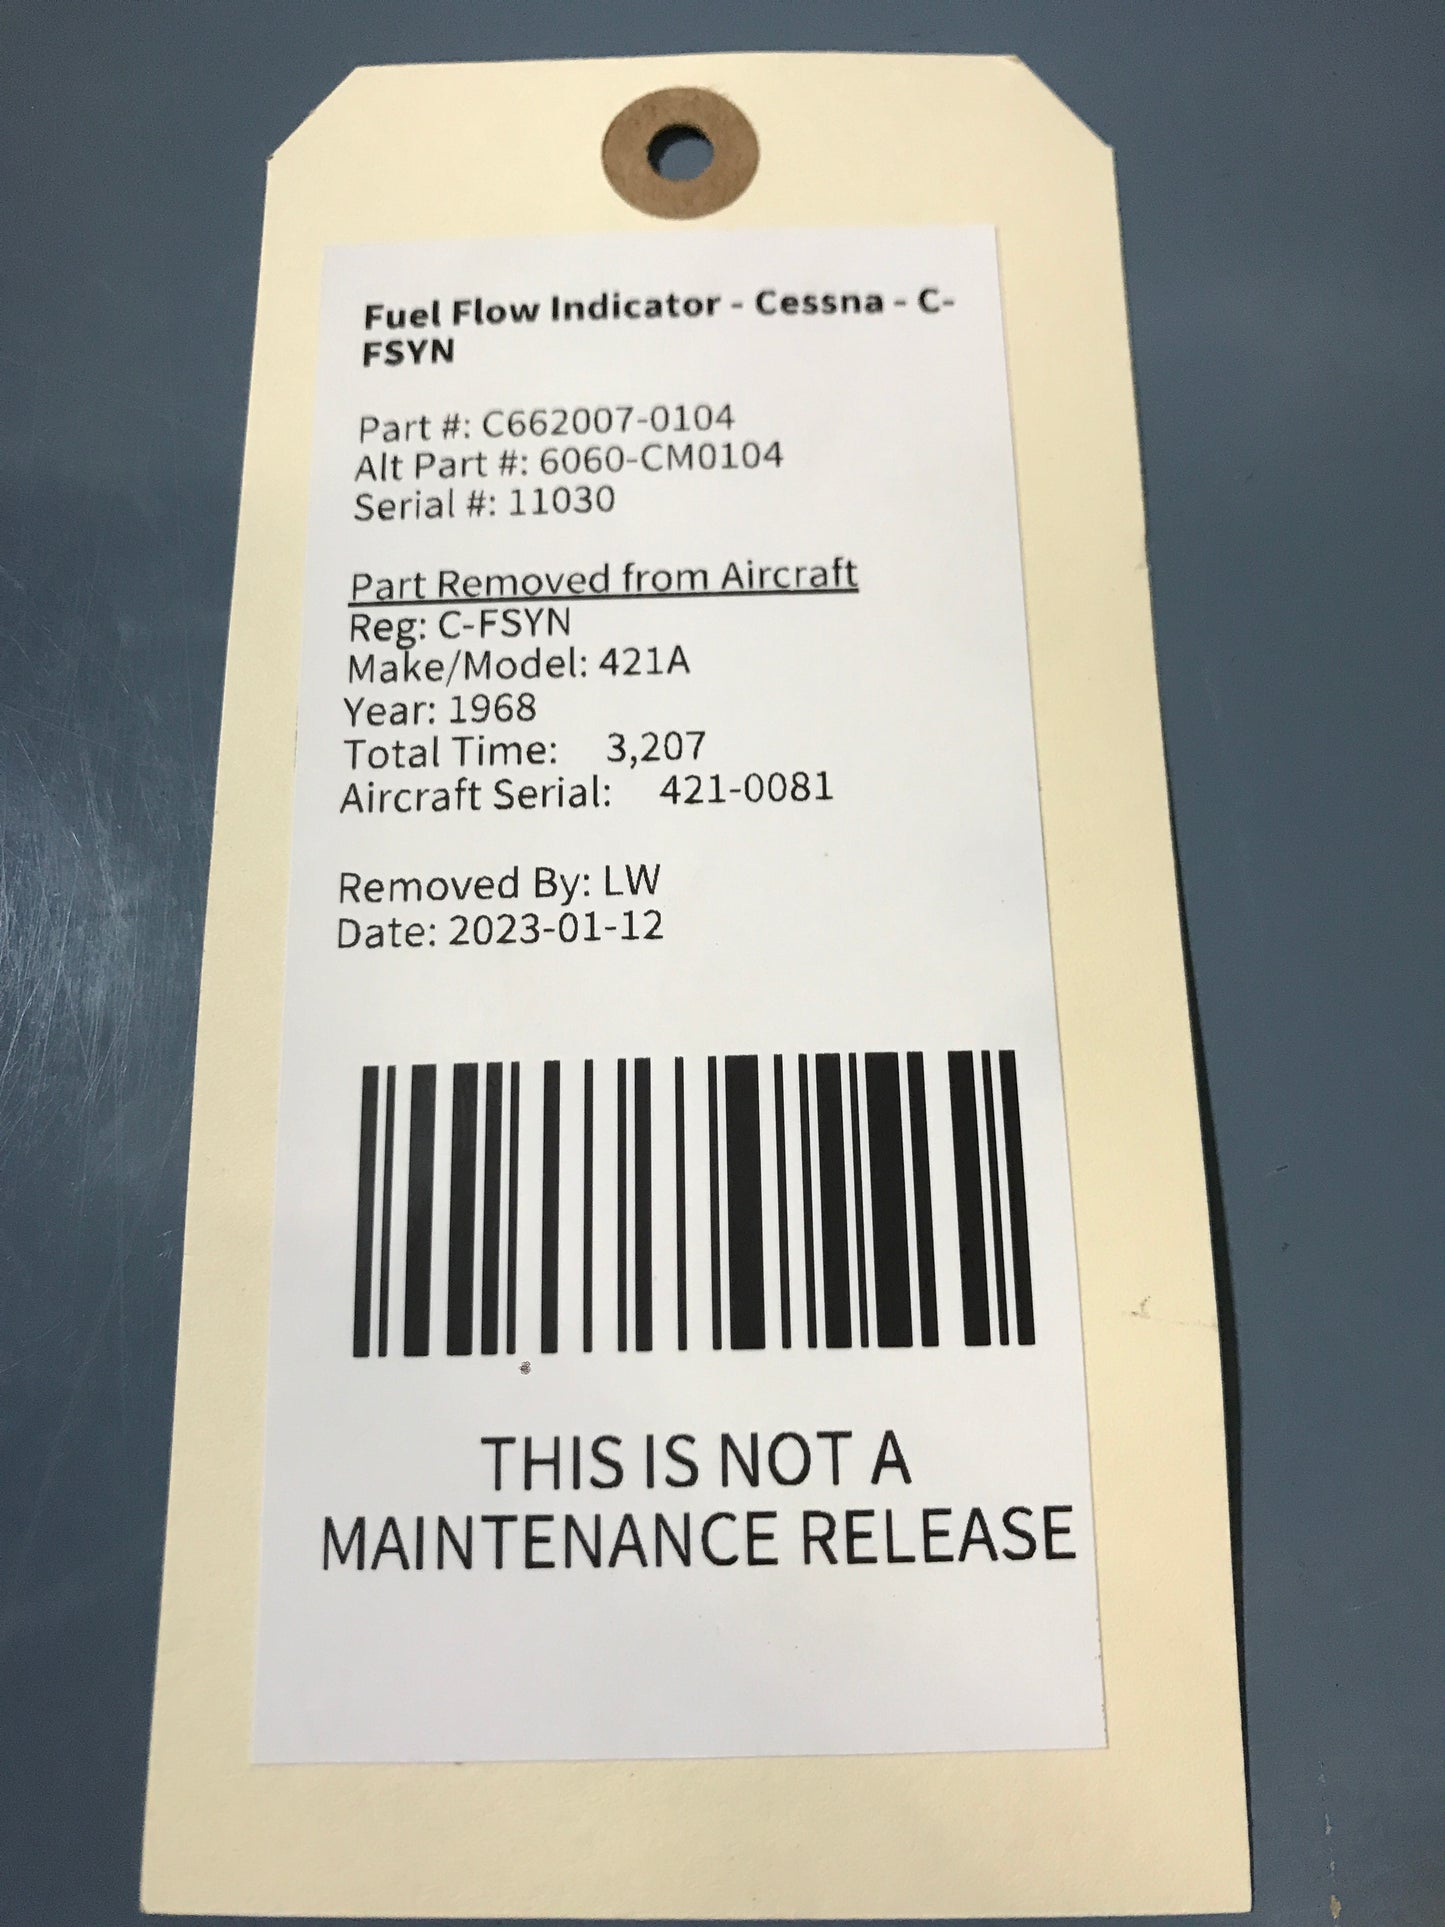 Fuel Flow Indicator - Cessna - C-
FSYN
Part #: C662007-0104
Alt Part #: 6060-CM0104
Serial #: 11030
Part Removed from Aircraft
Reg: C-FSYN
Make/Model: 421A
Year: 1968
Total Time: 3,207
Aircraft Serial: 421-0081
Removed By: LW
Date: 2023-01-12
THIS IS NOT A
MAINTENANCE RELEASE